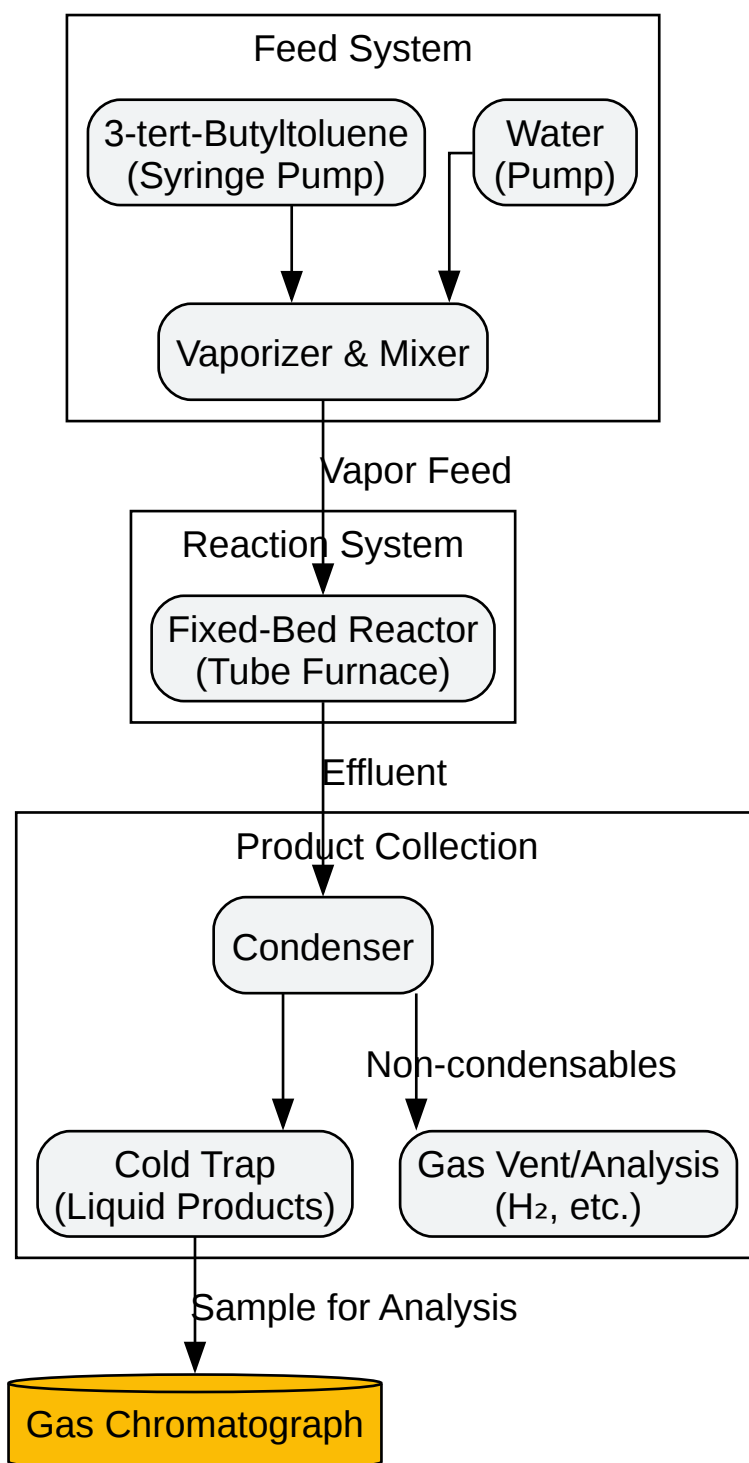 Feed System
3-tert-Butyltoluene
(Syringe Pump)
Water
(Pump)
Vaporizer & Mixer
Vapor Feed
Reaction System
Fixed-Bed Reactor
(Tube Furnace)
Effluent
Product Collection
Condenser
Non-condensables
Cold Trap
(Liquid Products)
Gas Vent/Analysis
(H₂, etc.)
Sample for Analysis
Gas Chromatograph